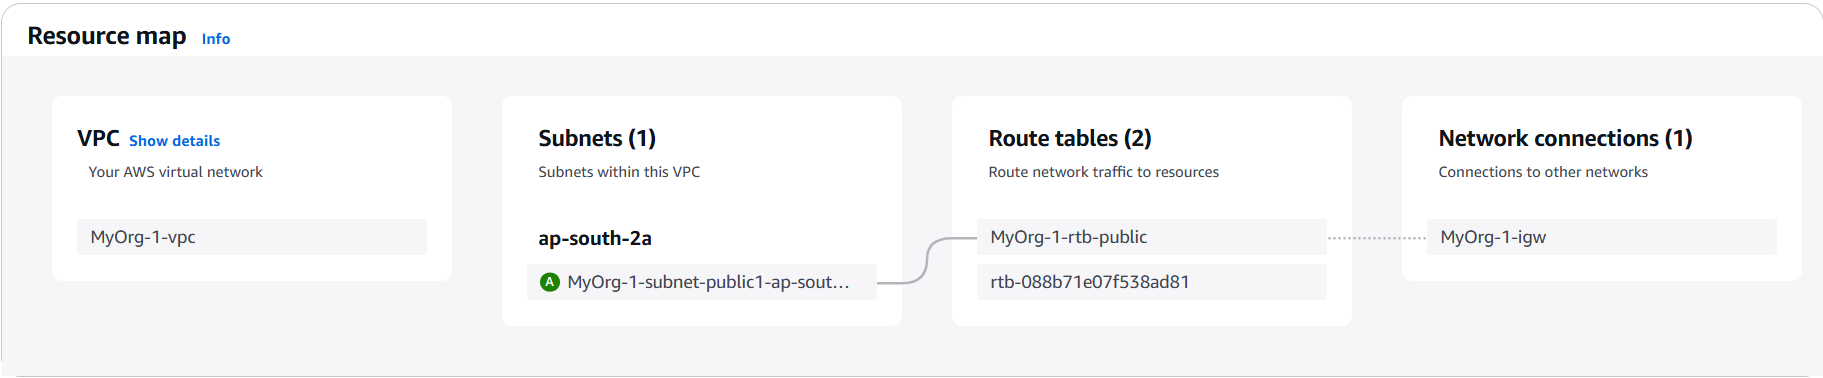 Resource map Info
VPC Show details
Your AWS virtual network
MyOrg-1-vpc
Subnets (1)
Subnets within this VPC
ap-south-2a
A MyOrg-1-subnet-public1-ap-sout...
Route tables (2)
Route network traffic to resources
MyOrg-1-rtb-public
rtb-088b71e07f538ad81
Network connections (1)
Connections to other networks
MyOrg-1-igw